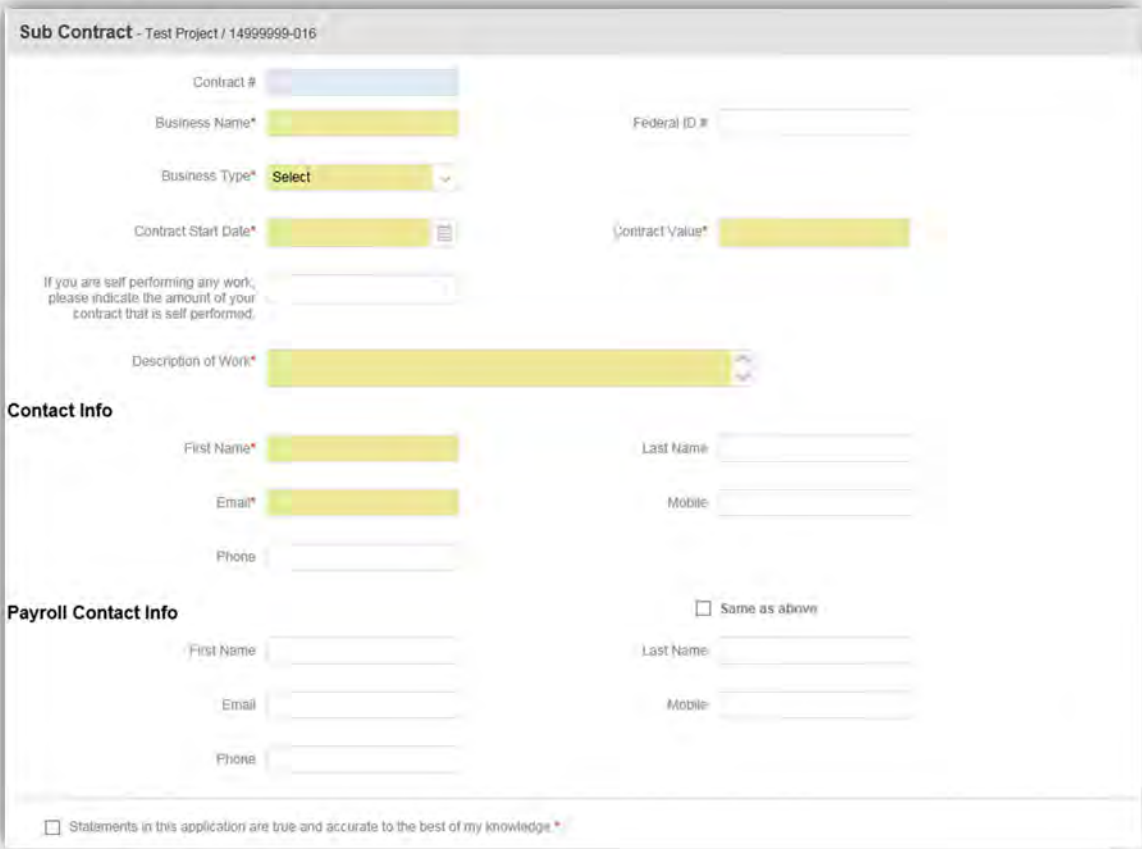 Sub Contract - Test Project / 14999999-016
Contract #
Business Name*
Federal ID #
Business Type* Select
Contract Start Date*
Contract Value*
If you are self performing any work,
please indicate the amount of your
contract that is self performed.
Description of Work*
Contact Info
First Name*
Last Name
Email*
Mobile
Phone
Payroll Contact Info
Same as above
First Name
Last Name
Email
Mobile
Phone
Statements in this application are true and accurate to the best of my knowledge *